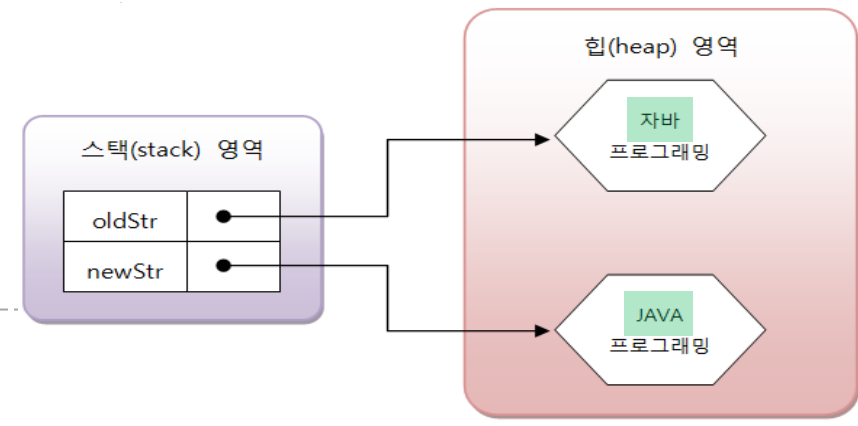 힙(heap) 영역
자바
프로그래밍
스택(stack) 영역
oldStr
newStr
JAVA
프로그래밍